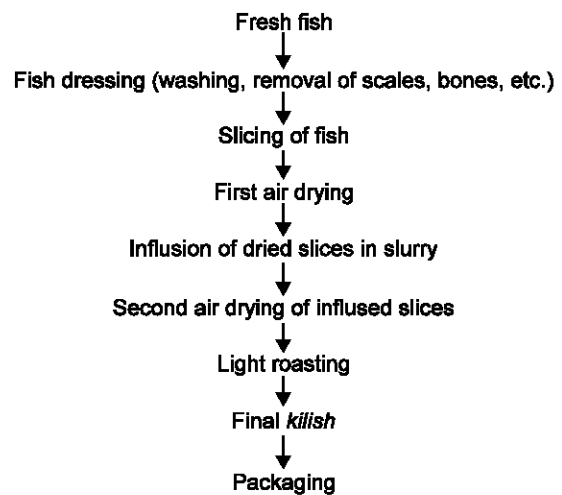 Fresh fish
Fish dressing (washing, removal of scales, bones, etc.)
Slicing of fish
First air drying
Influsion of dried slices in slurry
Second air drying of inflused slices
Light roasting
Final kilish
Packaging